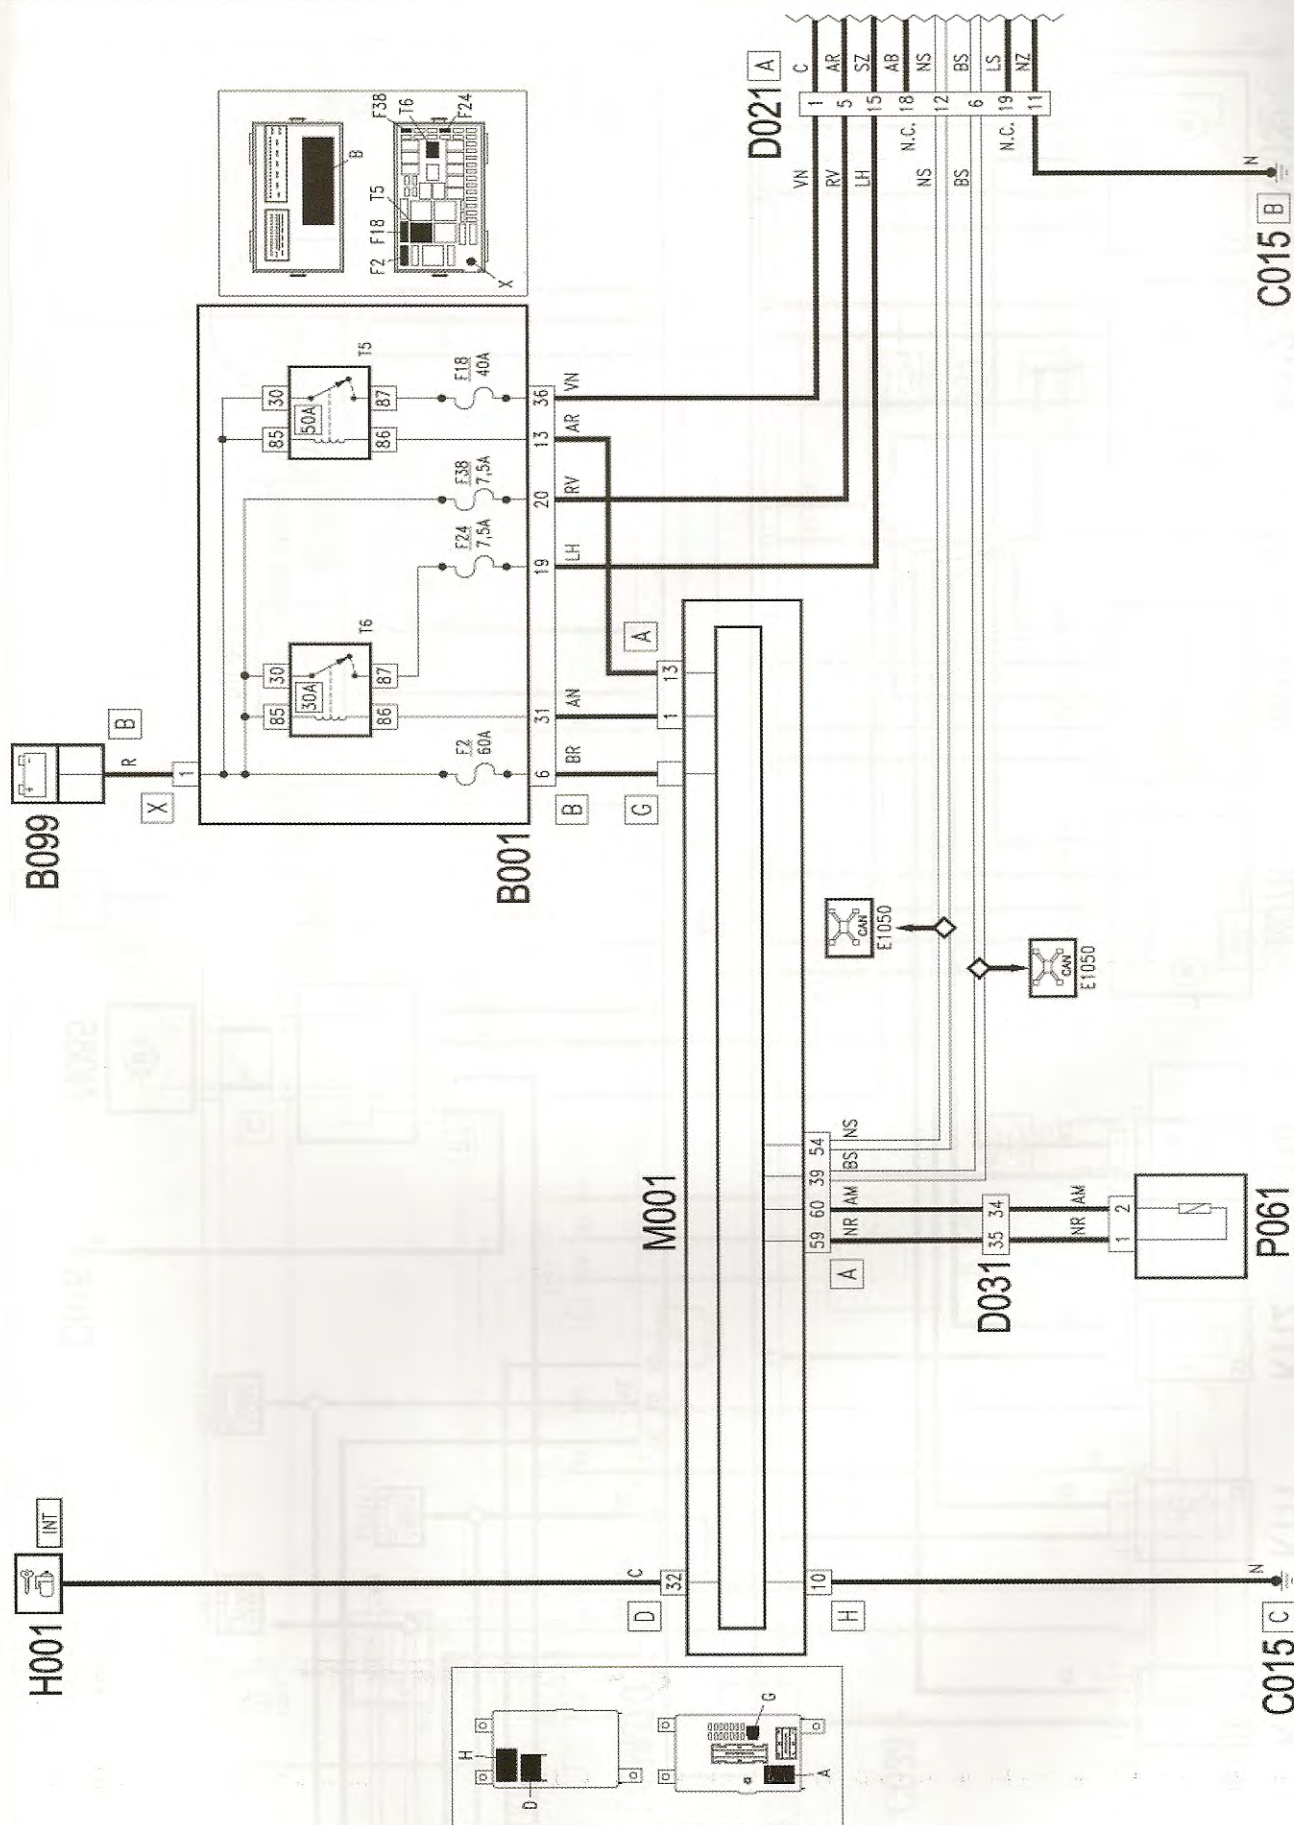 H001
INT
C
32
D
B099
B
R
1
X
B001
F2
60A
30A
85
30
86
87
T6
F24
7,5A
F38
7,5A
50A
85
30
86
87
T5
F18
40A
6
31
19
20
13
36
B
BR
AN
LH
RV
AR
VN
G
1
13
A
F2
F18
T5
B
F38
T6
F24
X
D021
A
C
AR
SZ
AB
NS
BS
LS
NZ
1
5
15
18
12
6
19
11
VN
RV
LH
N.C.
NS
BS
N.C.
N
C015
B
M001
59
60
39
54
A
NR
AM
BS
NS
CAN
E1050
CAN
E1050
D031
35
34
NR
AM
1
2
P061
10
H
N
C015
C
H
D
G
A